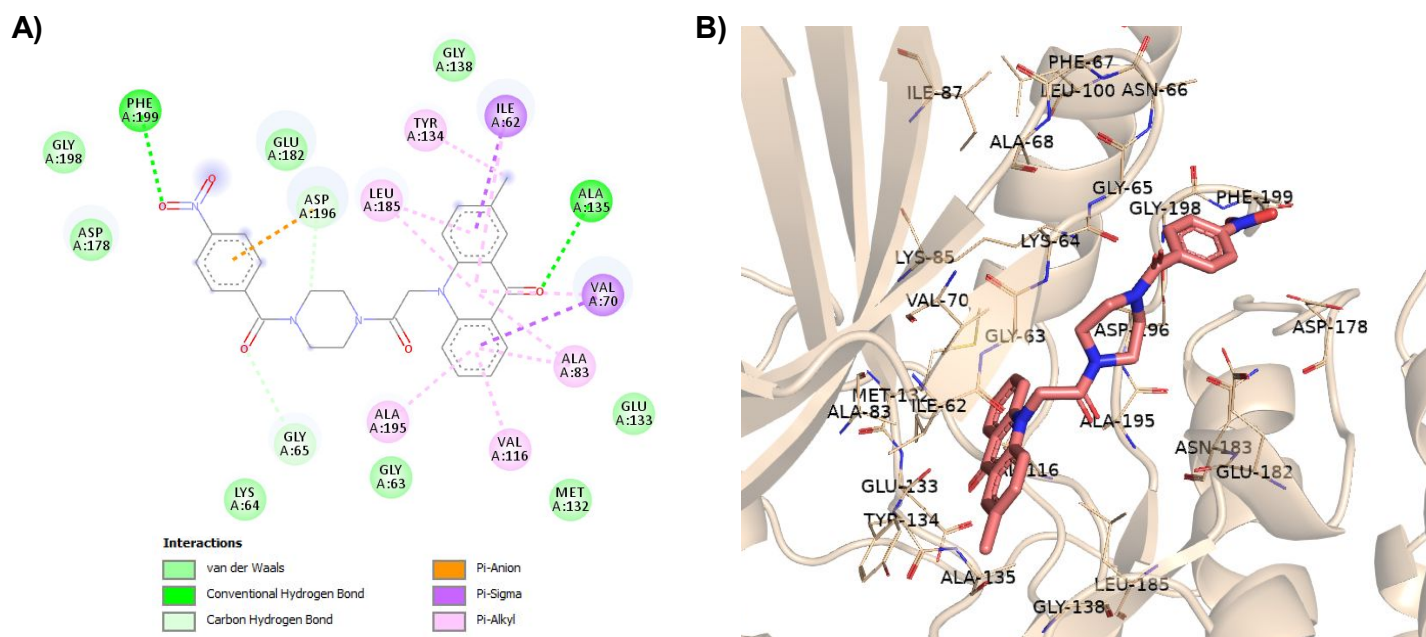 A)
GLY
A:138
PHE
A:199
ILE
A:62
TYR
A:134
GLY
A:198
GLU
A:182
LEU
A:185
ASP
A:196
ALA
A:135
ASP
A:178
VAL
A:70
ALA
A:83
GLU
A:133
ALA
A:195
GLY
A:65
VAL
A:116
GLY
A:63
LYS
A:64
MET
A:132
N
O
O
N
N
O
O
N
O
Interactions
van der Waals
Conventional Hydrogen Bond
Carbon Hydrogen Bond
Pi-Anion
Pi-Sigma
Pi-Alkyl
B)
PHE-67
ILE-87
LEU-100
ASN-66
ALA-68
GLY-65
PHE-199
GLY-198
LYS-64
LYS-85
VAL-70
GLY-63
ASP-178
MET-132
ALA-83
ILE-62
ALA-195
ASN-183
GLU-182
GLU-133
ALA-135
LEU-185
GLY-138